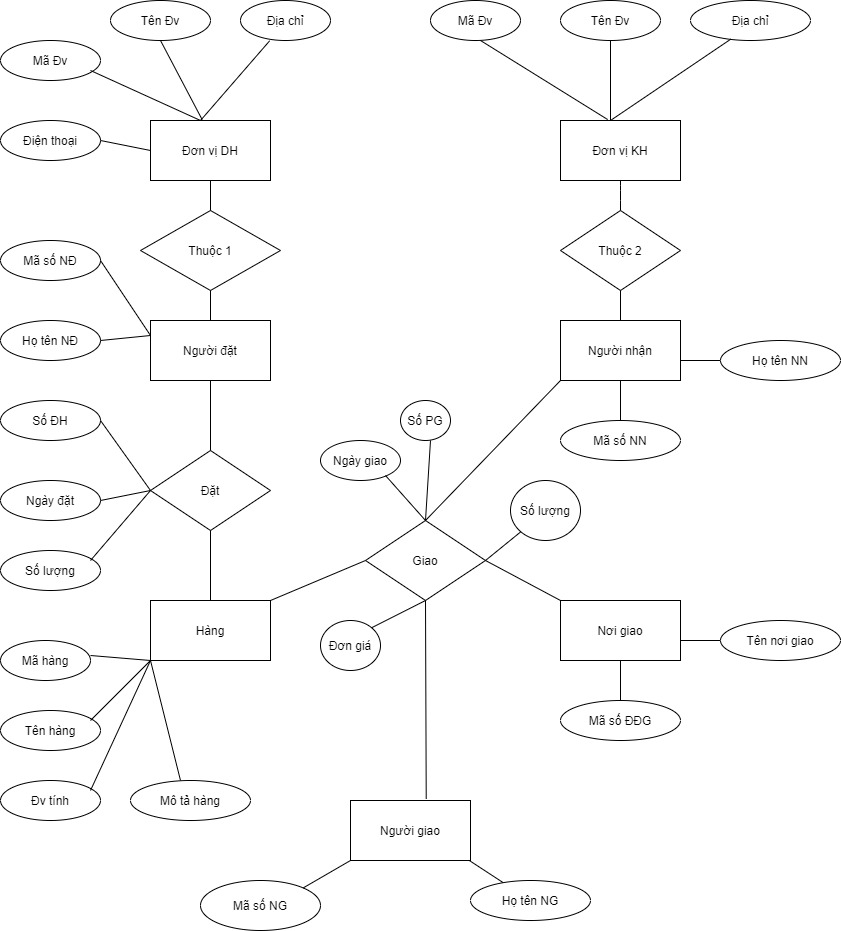 Tên Đv
Địa chỉ
Mã Đv
Tên Đv
Địa chỉ
Mã Đv
Điện thoại
Đơn vị DH
Đơn vị KH
Thuộc 1
Thuộc 2
Mã số NĐ
Họ tên NĐ
Người đặt
Người nhận
Họ tên NN
Số ĐH
Số PG
Mã số NN
Ngày giao
Ngày đặt
Đặt
Số lượng
Số lượng
Giao
Hàng
Đơn giá
Nơi giao
Tên nơi giao
Mã hàng
Tên hàng
Mã số ĐĐG
Đv tính
Mô tả hàng
Người giao
Mã số NG
Họ tên NG